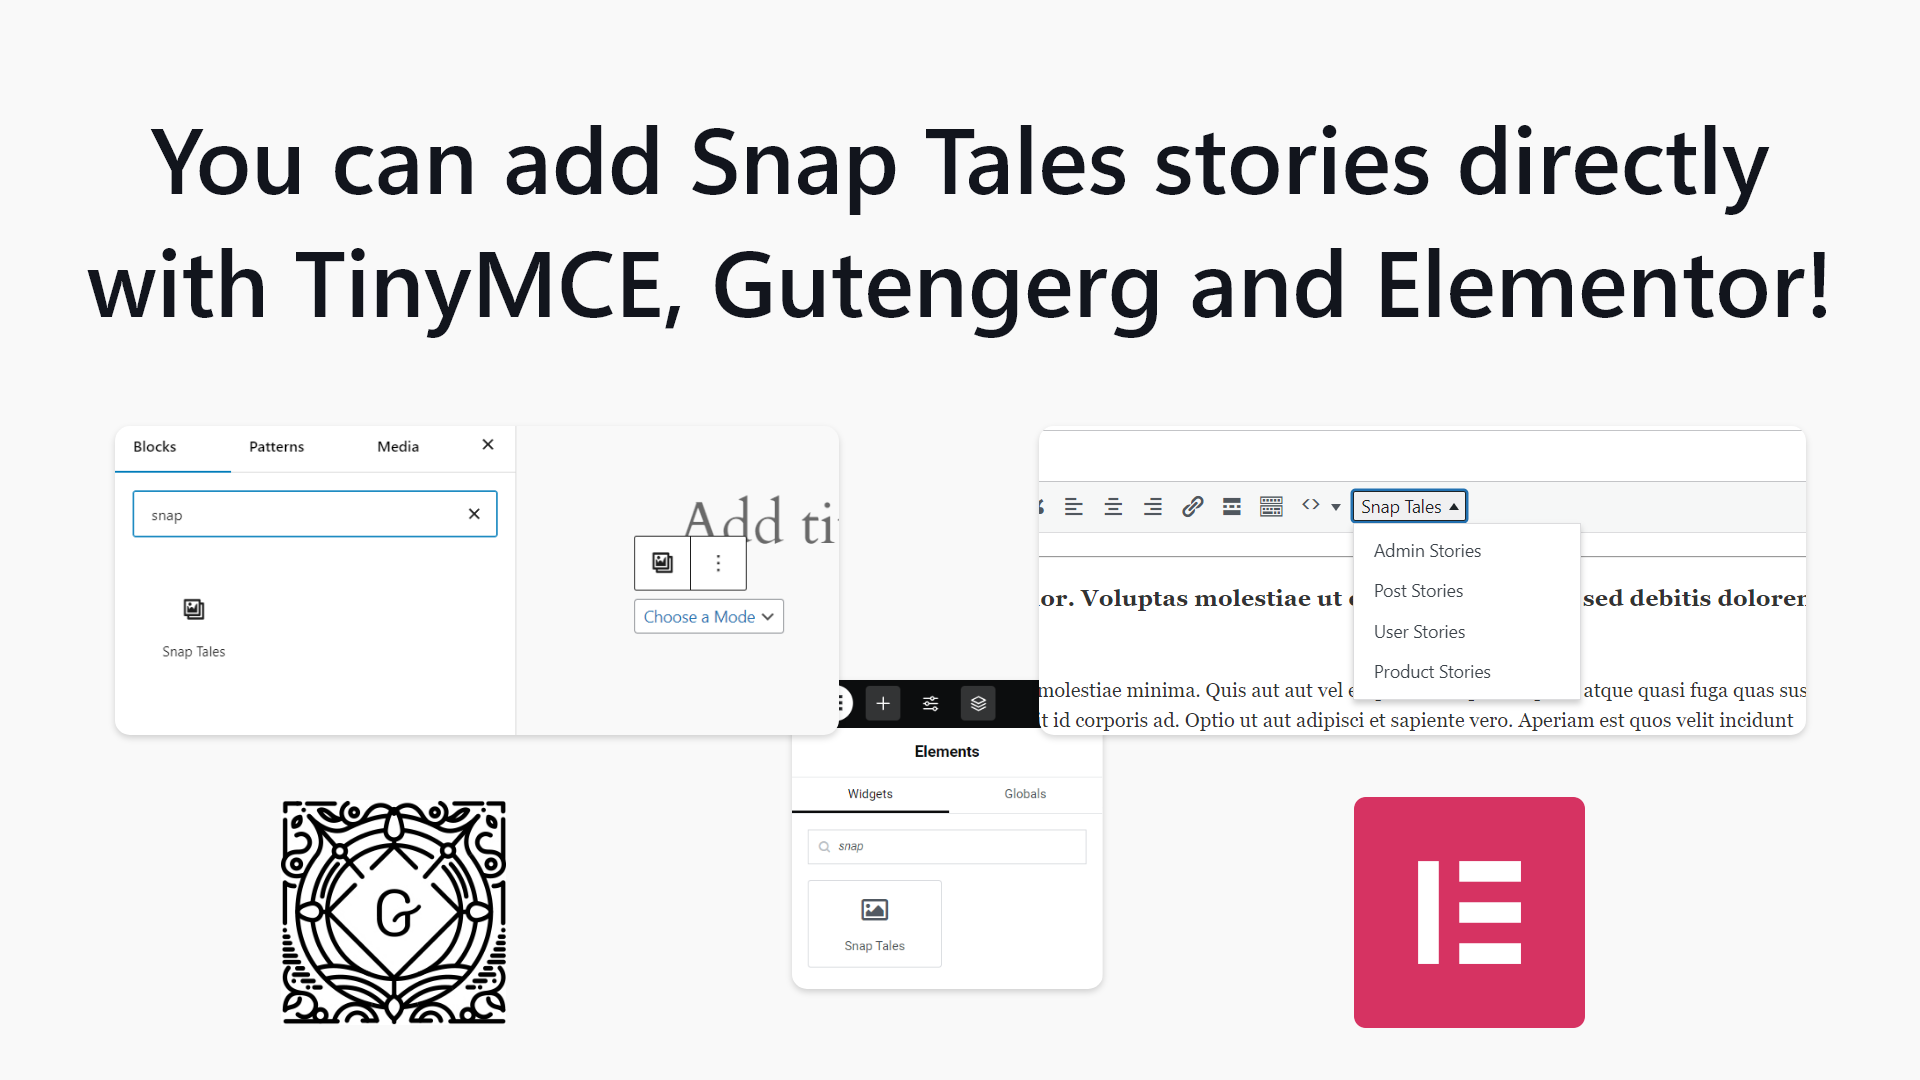 You can add Snap Tales stories directly
with TinyMCE, Gutengerg and Elementor!
Blocks
Patterns
Media
snap
Snap Tales
Add ti
Choose a Mode
Snap Tales
Admin Stories
Post Stories
User Stories
Product Stories
or. Voluptas molestiae ut
sed debitis dolorem
molestiae minima. Quis aut aut vel
atque quasi fuga quas sus
it id corporis ad. Optio ut aut adipisci et sapiente vero. Aperiam est quos velit incidunt
Elements
Widgets
Globals
snap
Snap Tales
G